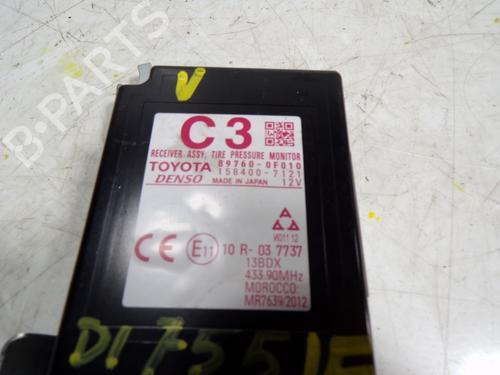 V
C3
RECEIVER ASSY, TIRE PRESSURE MONITOR
TOYOTA 89760-0F010
DENSO 158400-7121
MADE IN JAPAN 12V
CE E11 10 R- 03 7737
13BDX
433.90MHz
MOROCCO:
MR7639/2012
B-PARTS